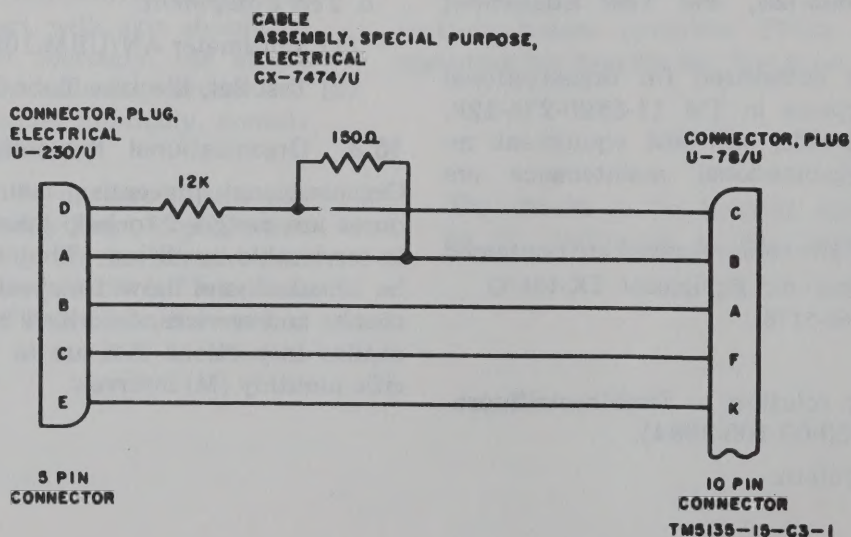 CABLE
ASSEMBLY, SPECIAL PURPOSE,
ELECTRICAL
CX-7474/U
CONNECTOR, PLUG,
ELECTRICAL
U-230/U
CONNECTOR, PLUG
U-78/U
150Ω
12K
D
C
A
B
B
A
C
F
E
K
5 PIN
CONNECTOR
10 PIN
CONNECTOR
TM5135-15-C3-1